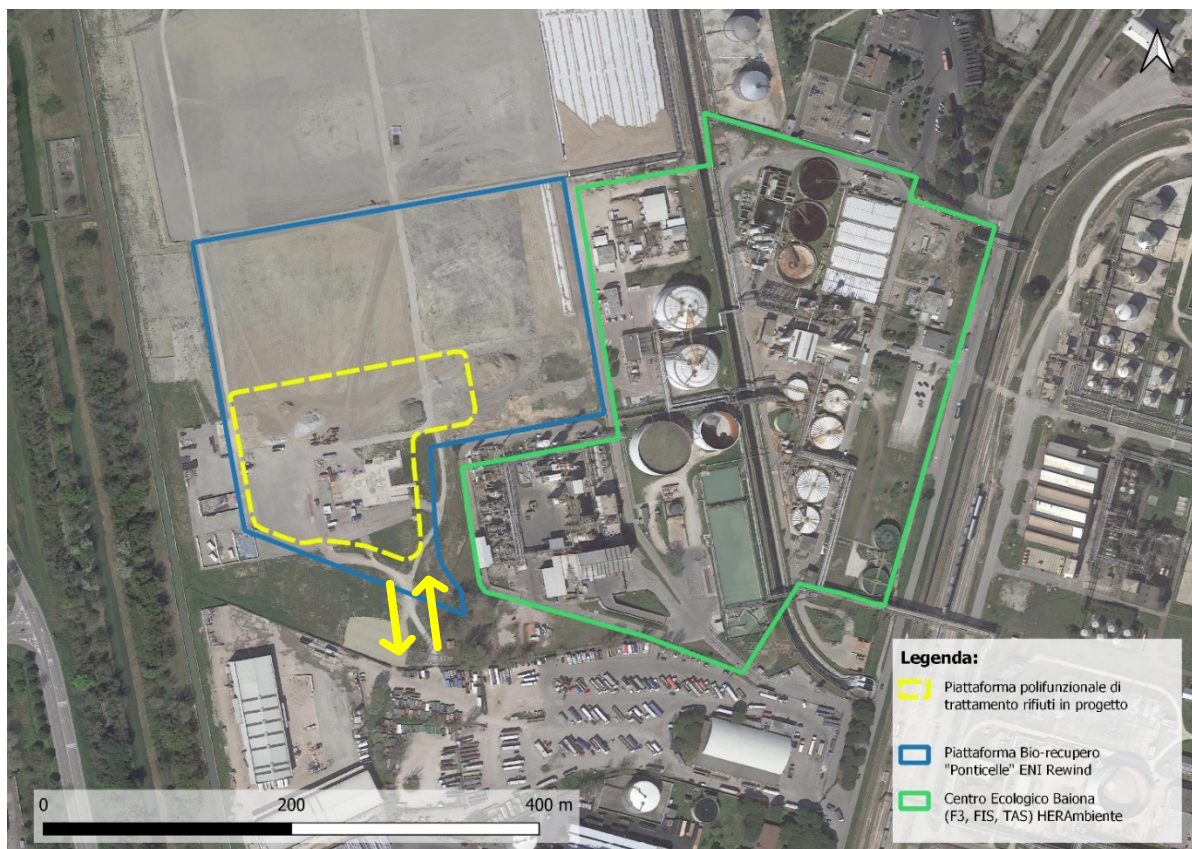 Legenda:
Piattaforma polifunzionale di
trattamento rifiuti in progetto
Piattaforma Bio-recupero
"Ponticelle" ENI Rewind
Centro Ecologico Baiona
(F3, FIS, TAS) HERAmbiente
0 200 400 m